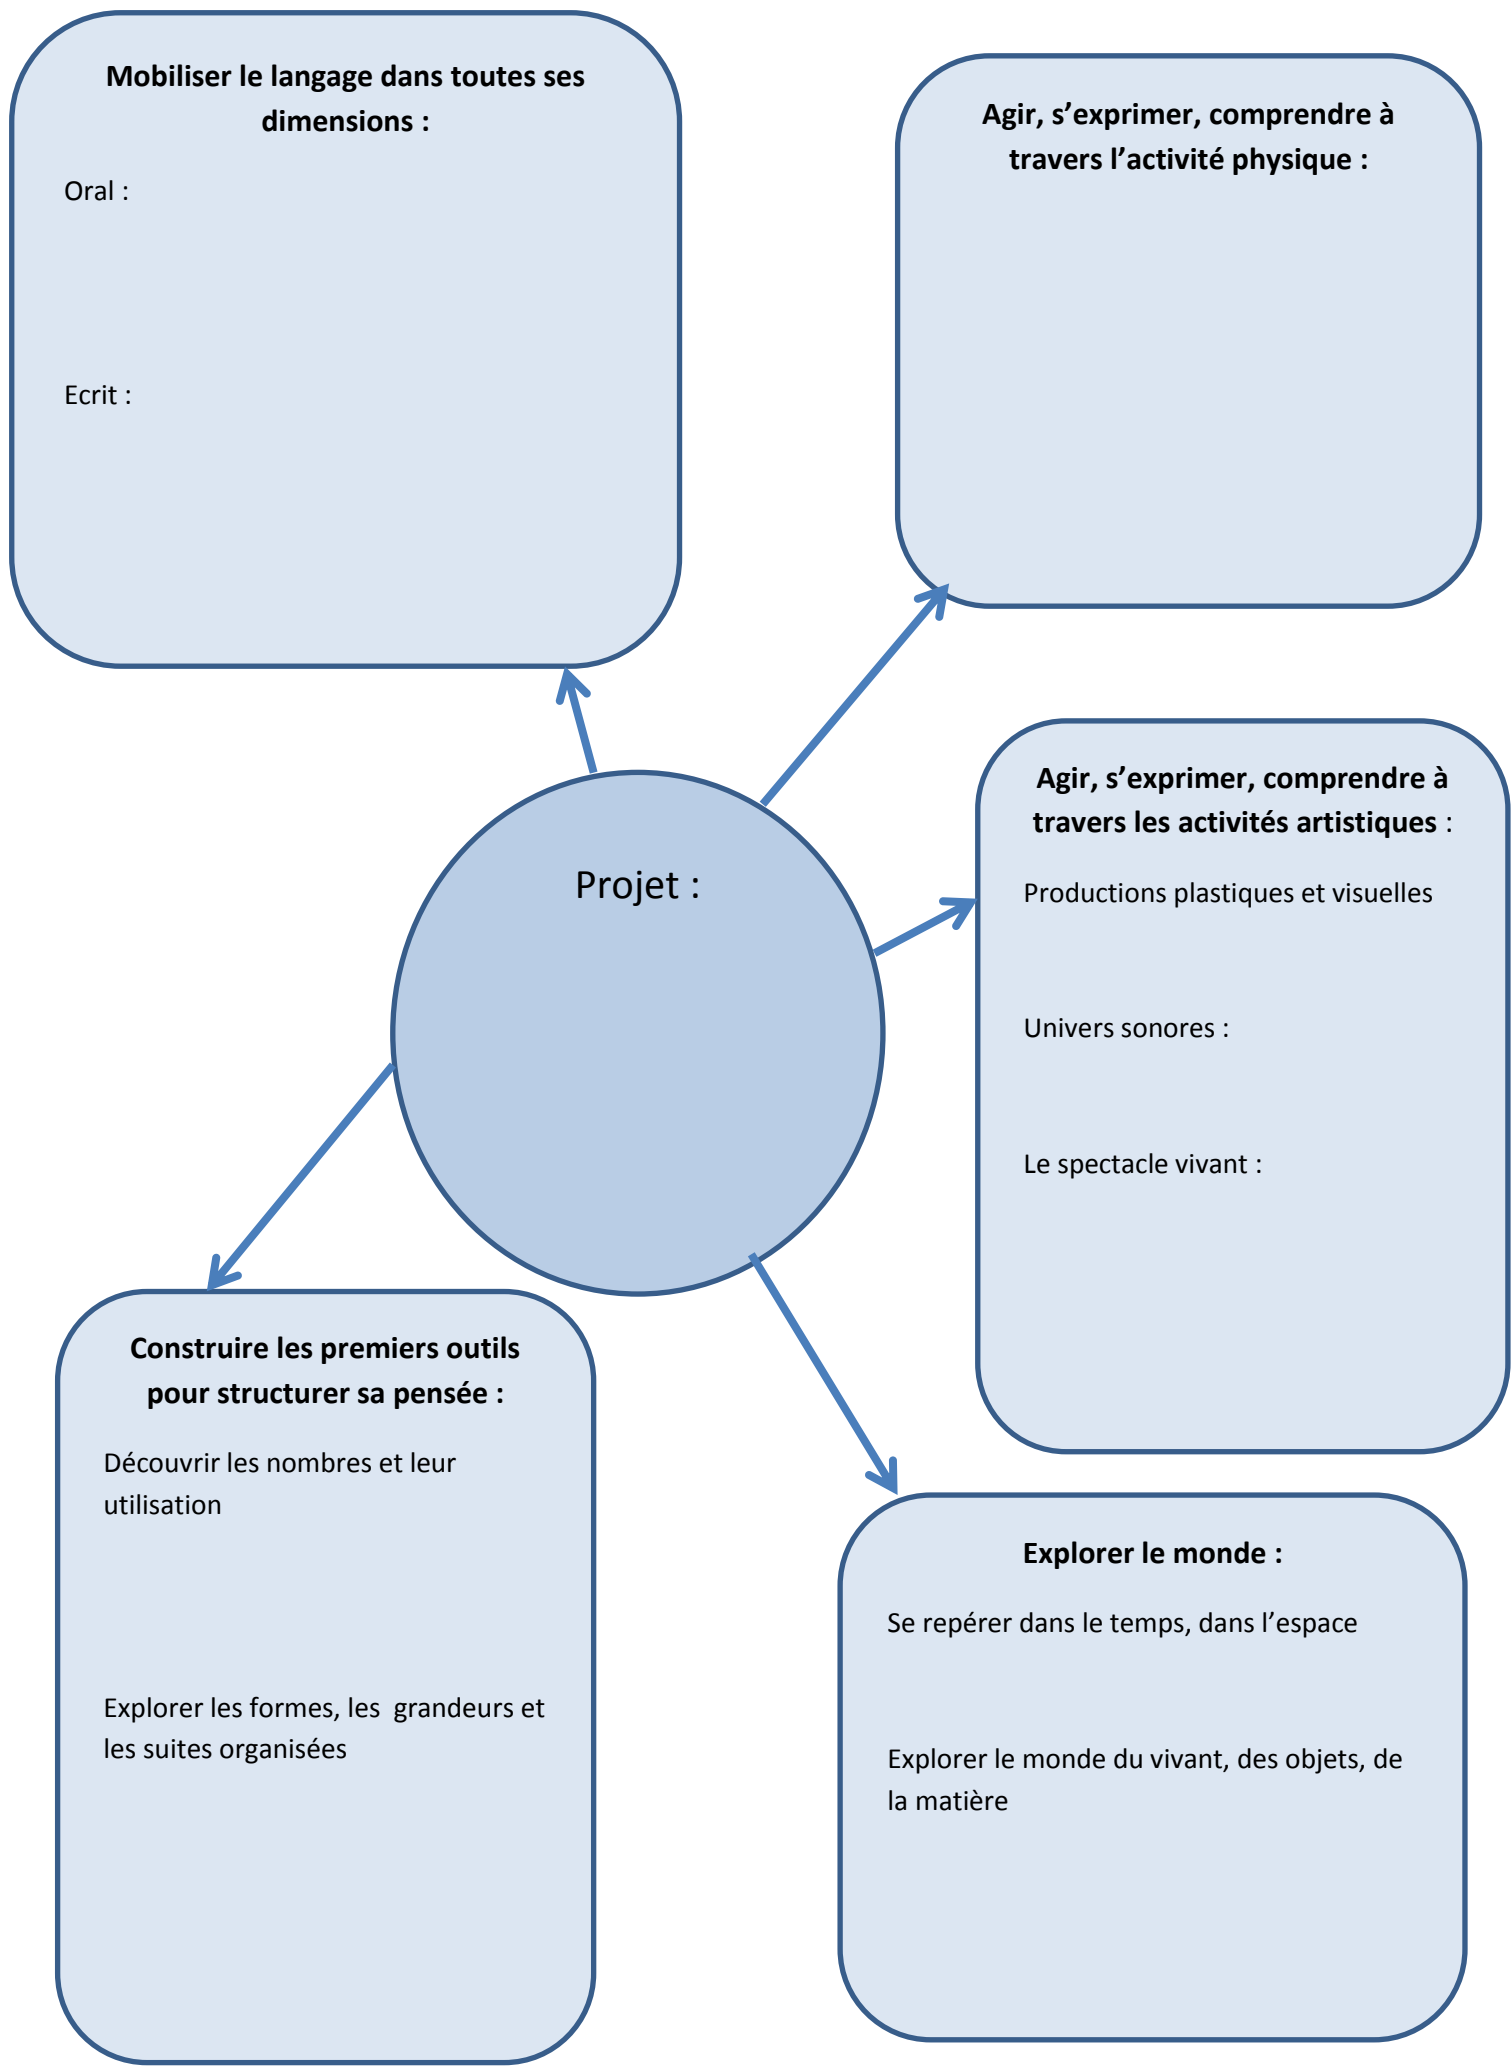 Mobiliser le langage dans toutes ses
dimensions :
Oral :
Ecrit :
Agir, s’exprimer, comprendre à
travers l’activité physique :
Projet :
Agir, s’exprimer, comprendre à
travers les activités artistiques :
Productions plastiques et visuelles
Univers sonores :
Le spectacle vivant :
Construire les premiers outils
pour structurer sa pensée :
Découvrir les nombres et leur
utilisation
Explorer les formes, les  grandeurs et
les suites organisées
Explorer le monde :
Se repérer dans le temps, dans l’espace
Explorer le monde du vivant, des objets, de
la matière